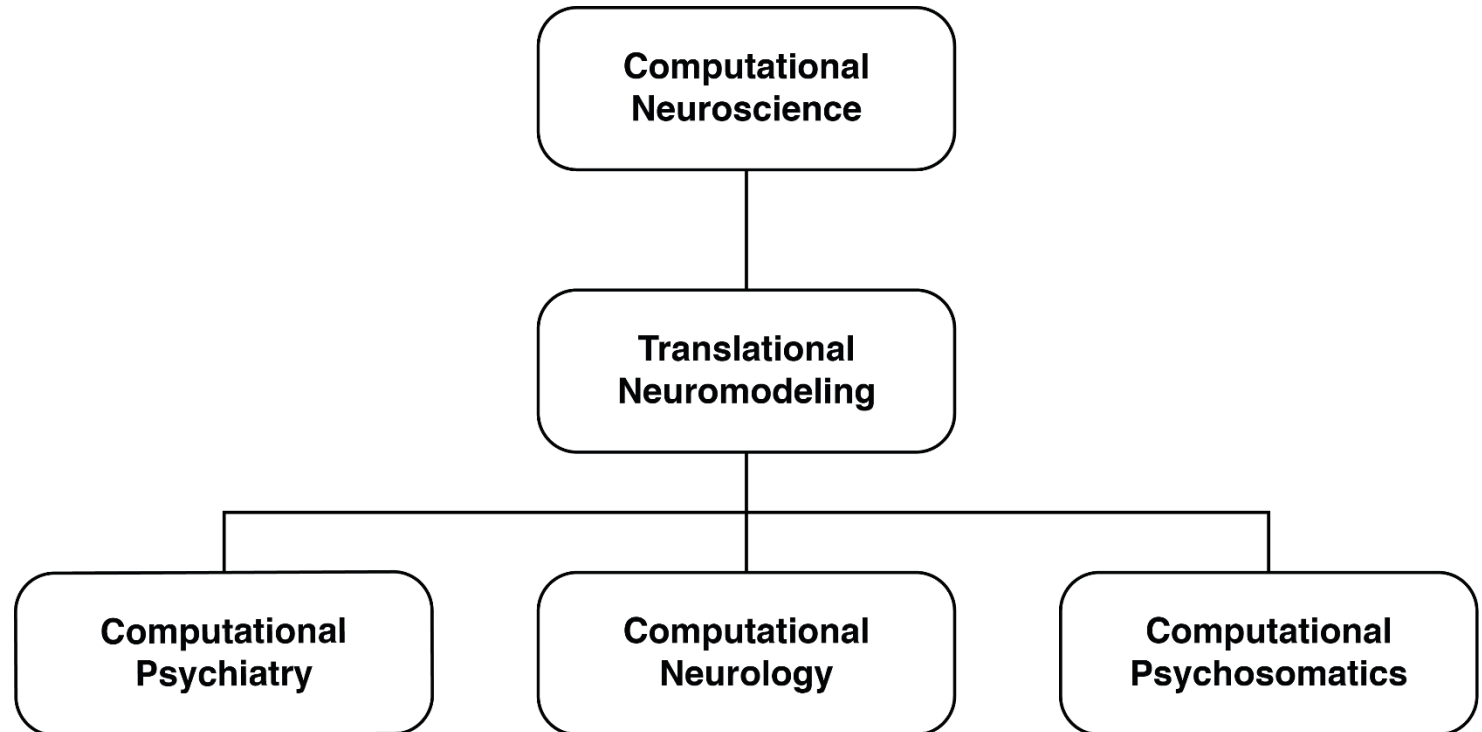 Computational
Neuroscience
Translational
Neuromodeling
Computational
Psychiatry
Computational
Neurology
Computational
Psychosomatics